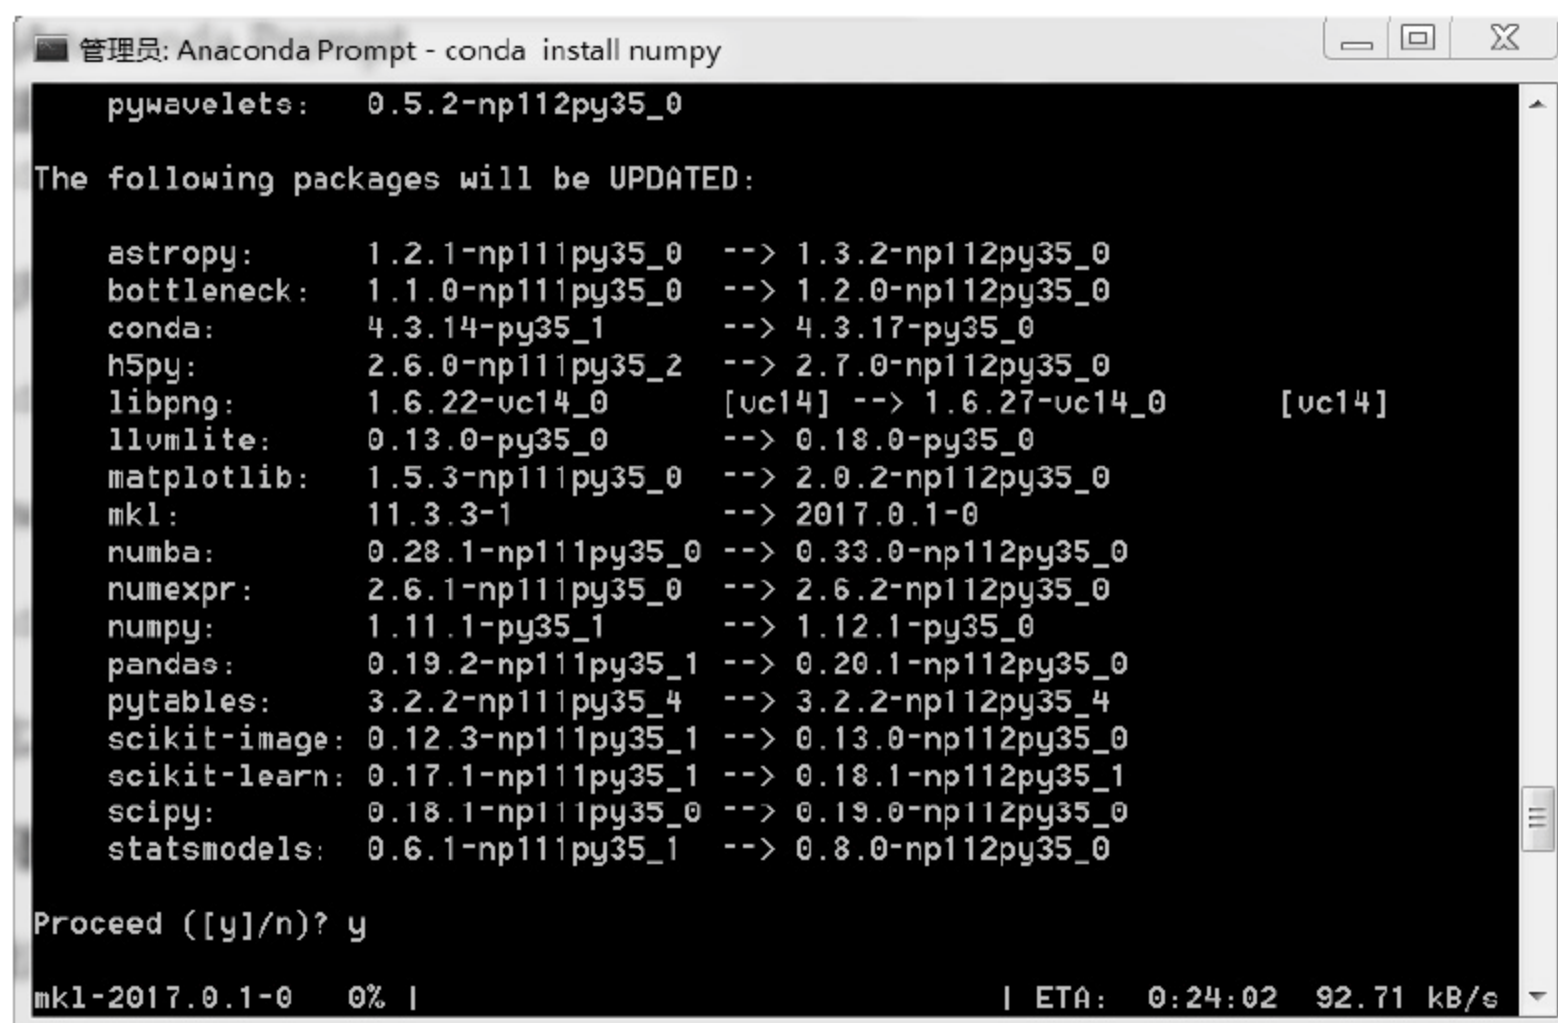 管理员: Anaconda Prompt - conda  install numpy
pywavelets:   0.5.2-np112py35_0
The following packages will be UPDATED:
astropy:      1.2.1-np111py35_0  --> 1.3.2-np112py35_0
bottleneck:   1.1.0-np111py35_0  --> 1.2.0-np112py35_0
conda:        4.3.14-py35_1      --> 4.3.17-py35_0
h5py:         2.6.0-np111py35_2  --> 2.7.0-np112py35_0
libpng:       1.6.22-vc14_0      [vc14] --> 1.6.27-vc14_0      [vc14]
llvmlite:     0.13.0-py35_0      --> 0.18.0-py35_0
matplotlib:   1.5.3-np111py35_0  --> 2.0.2-np112py35_0
mkl:          11.3.3-1           --> 2017.0.1-0
numba:        0.28.1-np111py35_0 --> 0.33.0-np112py35_0
numexpr:      2.6.1-np111py35_0  --> 2.6.2-np112py35_0
numpy:        1.11.1-py35_1      --> 1.12.1-py35_0
pandas:       0.19.2-np111py35_1 --> 0.20.1-np112py35_0
pytables:     3.2.2-np111py35_4  --> 3.2.2-np112py35_4
scikit-image: 0.12.3-np111py35_1 --> 0.13.0-np112py35_0
scikit-learn: 0.17.1-np111py35_1 --> 0.18.1-np112py35_1
scipy:        0.18.1-np111py35_0 --> 0.19.0-np112py35_0
statsmodels:  0.6.1-np111py35_1  --> 0.8.0-np112py35_0
Proceed ([y]/n)? y
mkl-2017.0.1-0   0% |                                | ETA:  0:24:02  92.71 kB/s